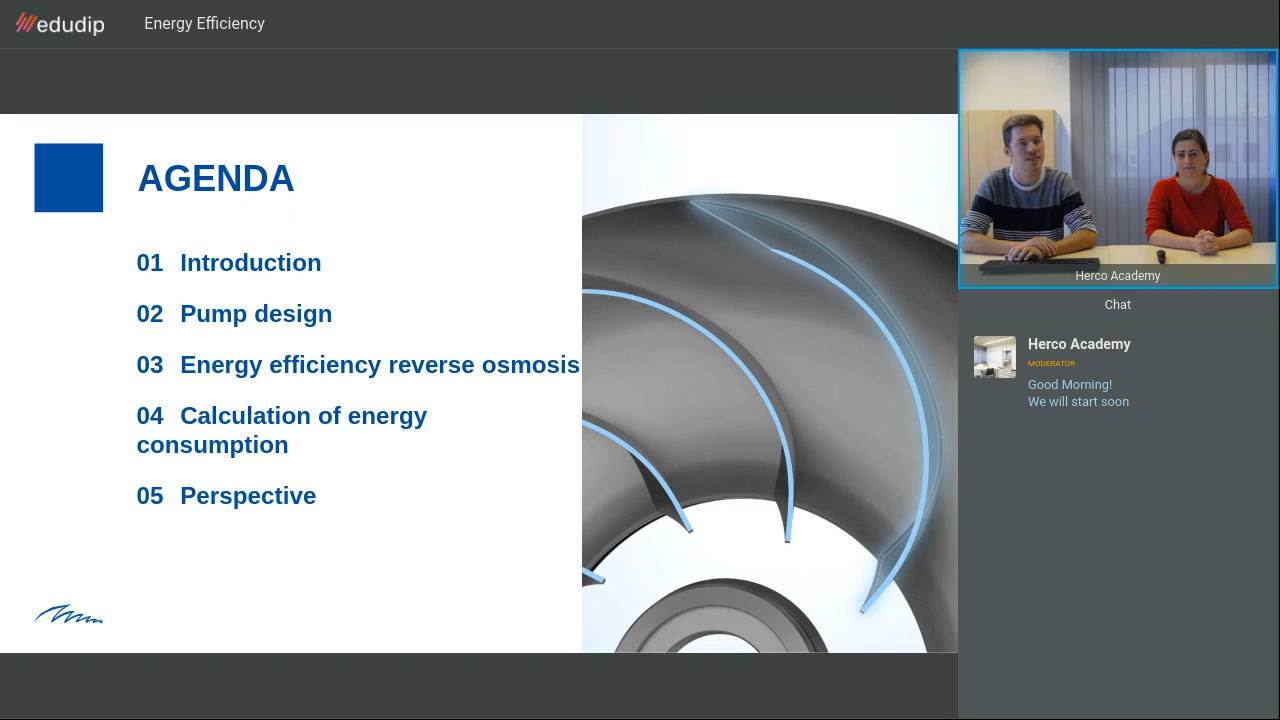 edudip
Energy Efficiency
AGENDA
01 Introduction
02 Pump design
03 Energy efficiency reverse osmosis
04 Calculation of energy
consumption
05 Perspective
Herco Academy
Chat
Herco Academy
MODERATOR
Good Morning!
We will start soon